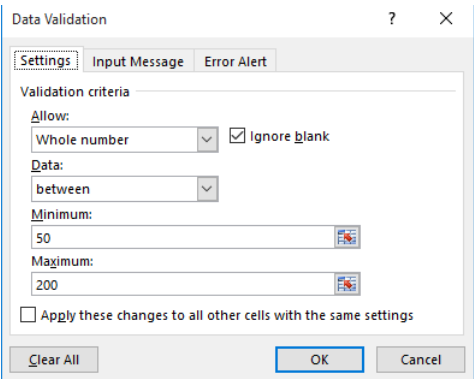 Data Validation ? ×
Settings Input Message Error Alert
Validation criteria
Allow:
Whole number Ignore blank
Data:
between
Minimum:
50
Maximum:
200
Apply these changes to all other cells with the same settings
Clear All OK Cancel